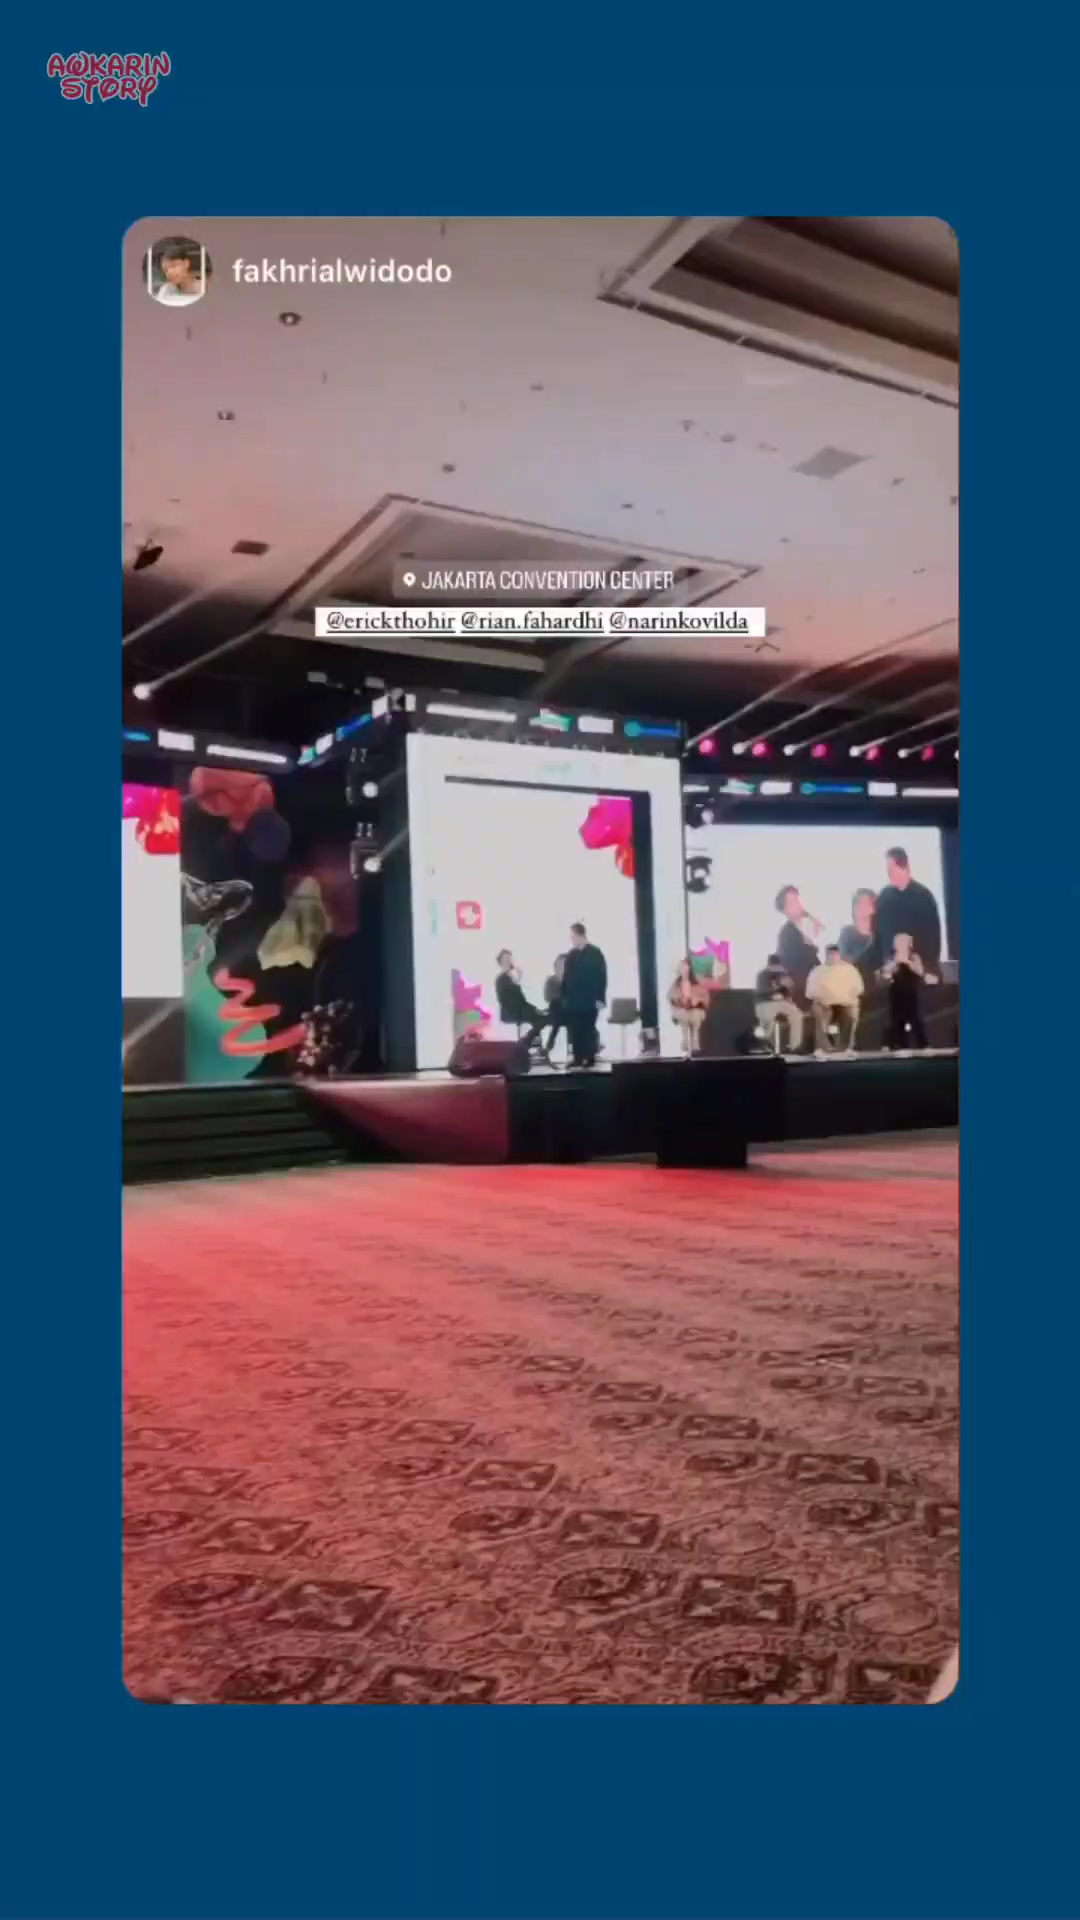 AWKARIN
STORY
fakhrialwidodo
JAKARTA CONVENTION CENTER
@erickthohir @rian.fahardhi @narinkovilda